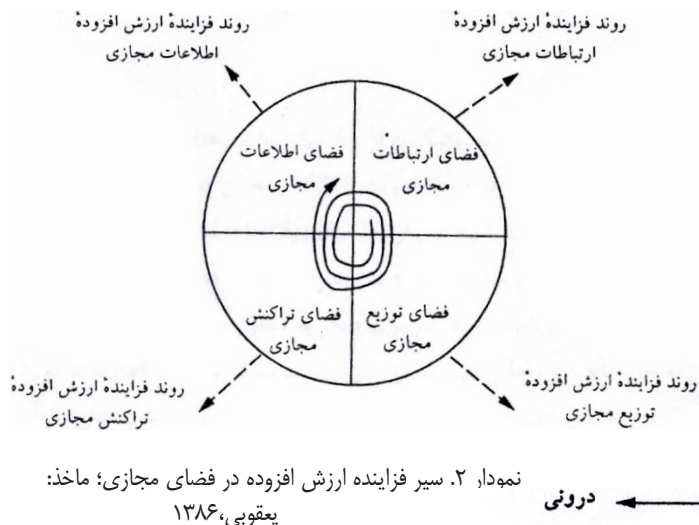 روند فزایندهٔ ارزش افزودهٔ
ارتباطات مجازی
روند فزایندهٔ ارزش افزودهٔ
اطلاعات مجازی
فضای ارتباطات
مجازی
فضای اطلاعات
مجازی
فضای توزیع
مجازی
فضای تراکنش
مجازی
روند فزایندهٔ ارزش افزودهٔ
توزیع مجازی
روند فزایندهٔ ارزش افزودهٔ
تراکنش مجازی
نمودار ۲. سیر فزاینده ارزش افزوده در فضای مجازی؛ ماخذ:
یعقوبی،۱۳۸۶
درونی